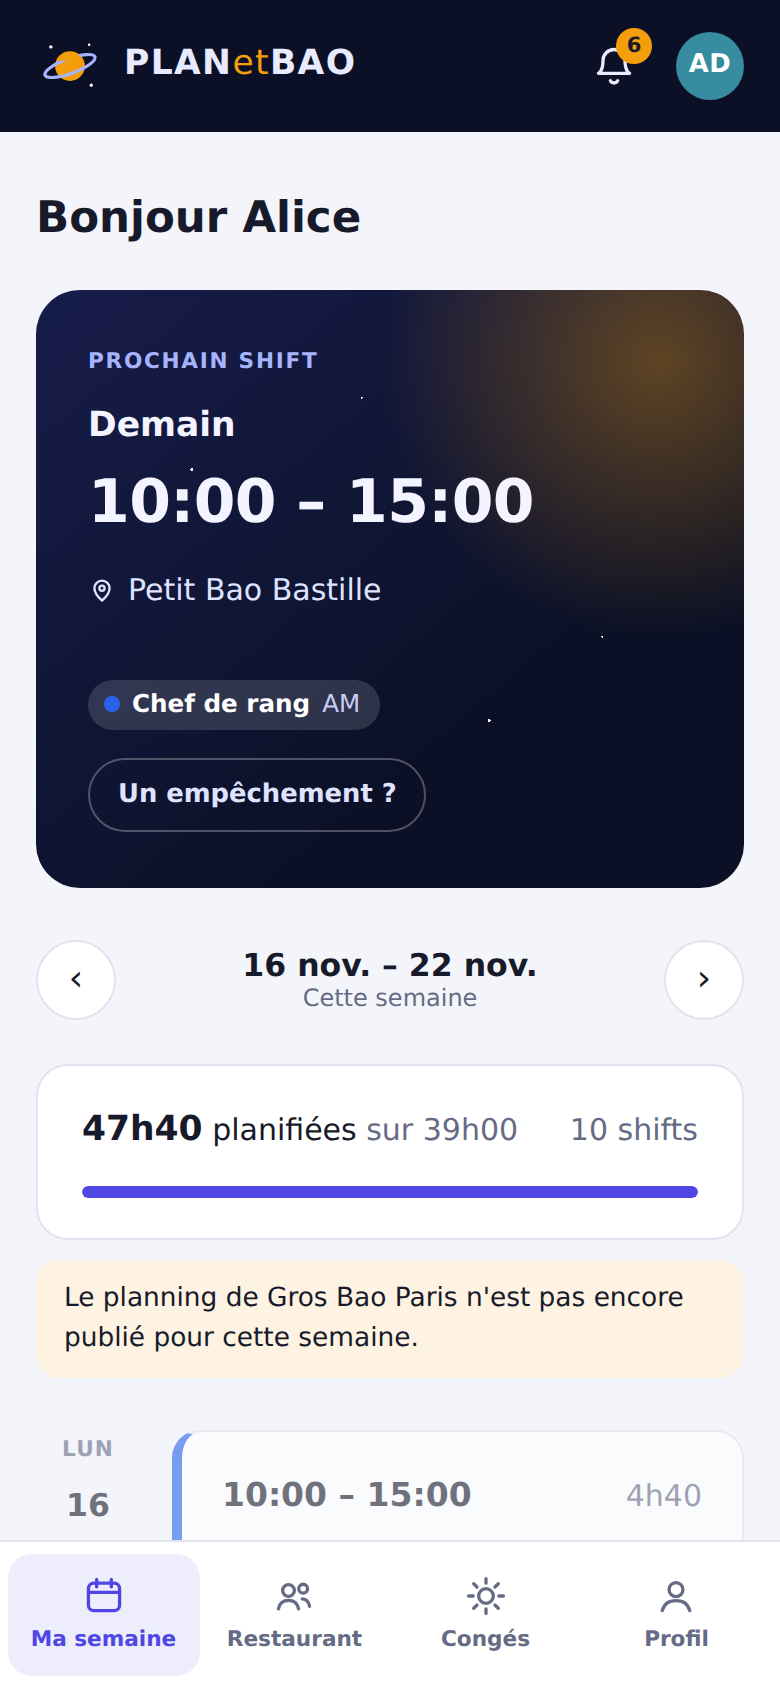 PLANetBAO
6
AD
Bonjour Alice
PROCHAIN SHIFT
Demain
10:00 – 15:00
Petit Bao Bastille
Chef de rang AM
Un empêchement ?
16 nov. – 22 nov.
Cette semaine
47h40 planifiées sur 39h00 10 shifts
Le planning de Gros Bao Paris n'est pas encore
publié pour cette semaine.
LUN
16
10:00 – 15:00 4h40
Ma semaine Restaurant Congés Profil